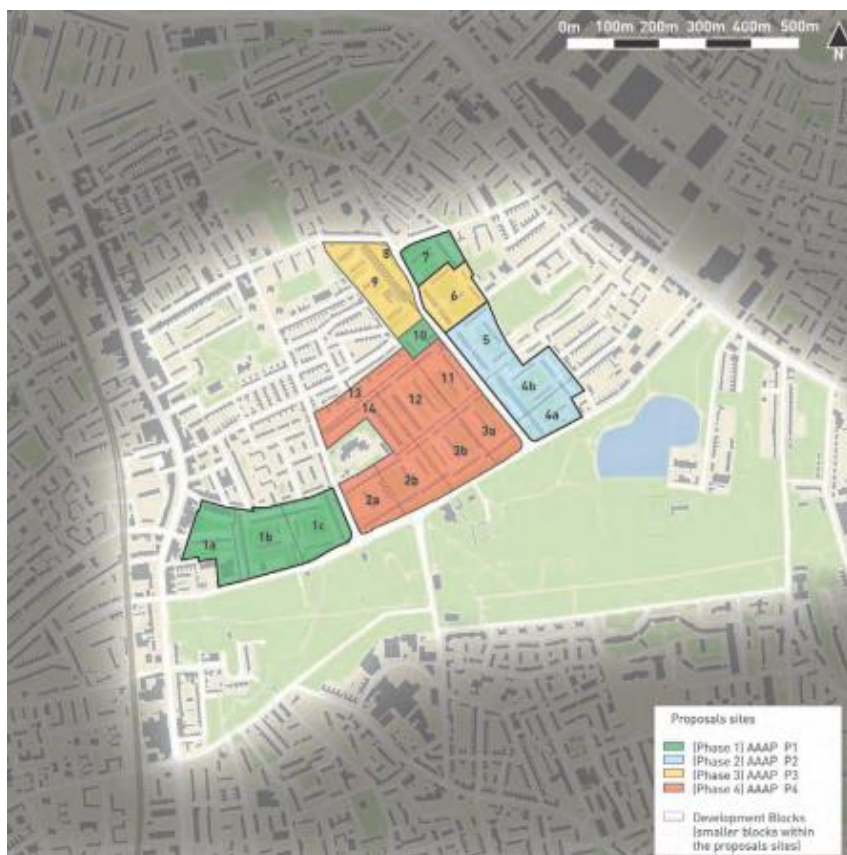 0m 100m 200m 300m 400m 500m
N
8
7
9
6
10
5
11
4b
13
12
4a
14
3a
3b
2b
2a
1c
1b
1a
Proposals sites
(Phase 1) AAAP P1
(Phase 2) AAAP P2
(Phase 3) AAAP P3
(Phase 4) AAAP P4
Development Blocks
(smaller blocks within
the proposals sites)